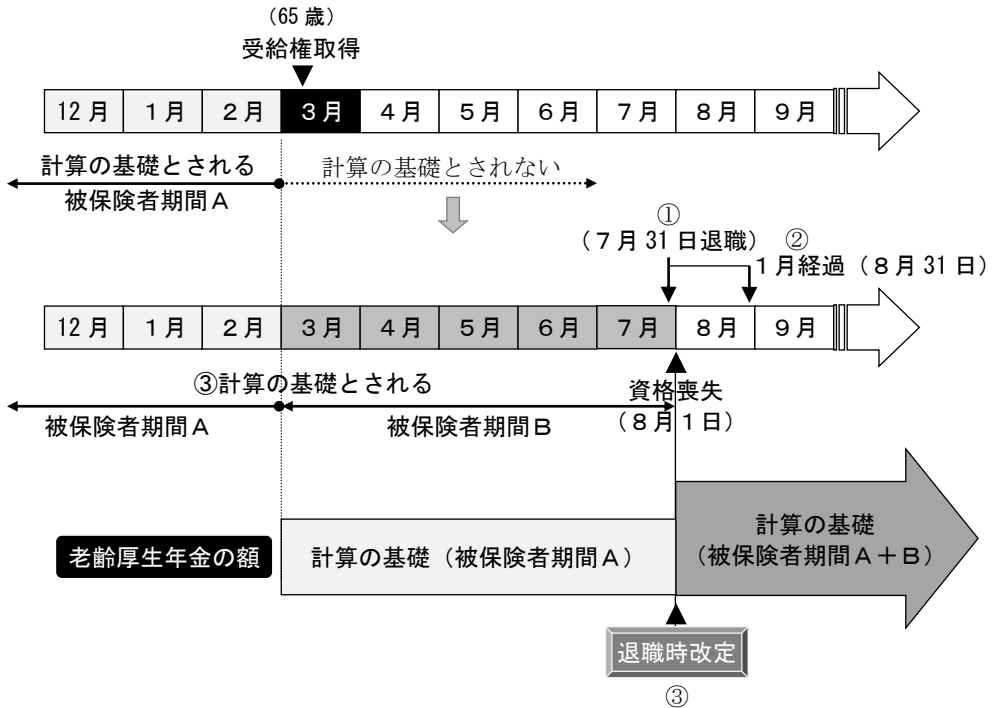 (65 歳)
受給権取得
12 月 1 月 2 月 3 月 4 月 5 月 6 月 7 月 8 月 9 月
計算の基礎とされる
計算の基礎とされない
被保険者期間A
①
(7月 31 日退職)
②
1月経過(8月 31 日)
12 月 1 月 2 月 3 月 4 月 5 月 6 月 7 月 8 月 9 月
③計算の基礎とされる
資格喪失
(8月1日)
被保険者期間A
被保険者期間B
老齢厚生年金の額
計算の基礎(被保険者期間A)
計算の基礎
(被保険者期間A+B)
退職時改定
③